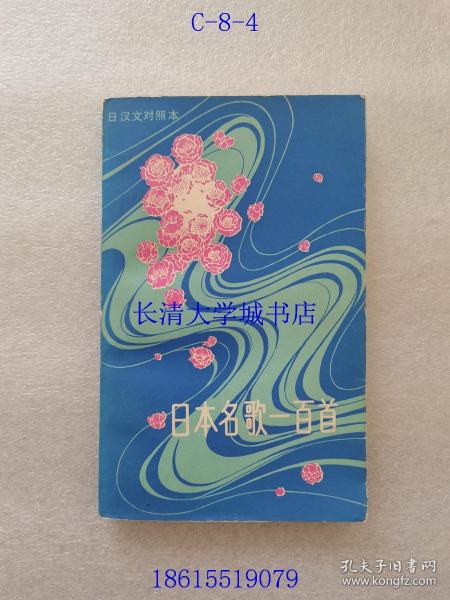 C-8-4
日汉文对照本
长清大学城书店
日本名歌一百首
孔夫子旧书网
www.kongfz.com
18615519079